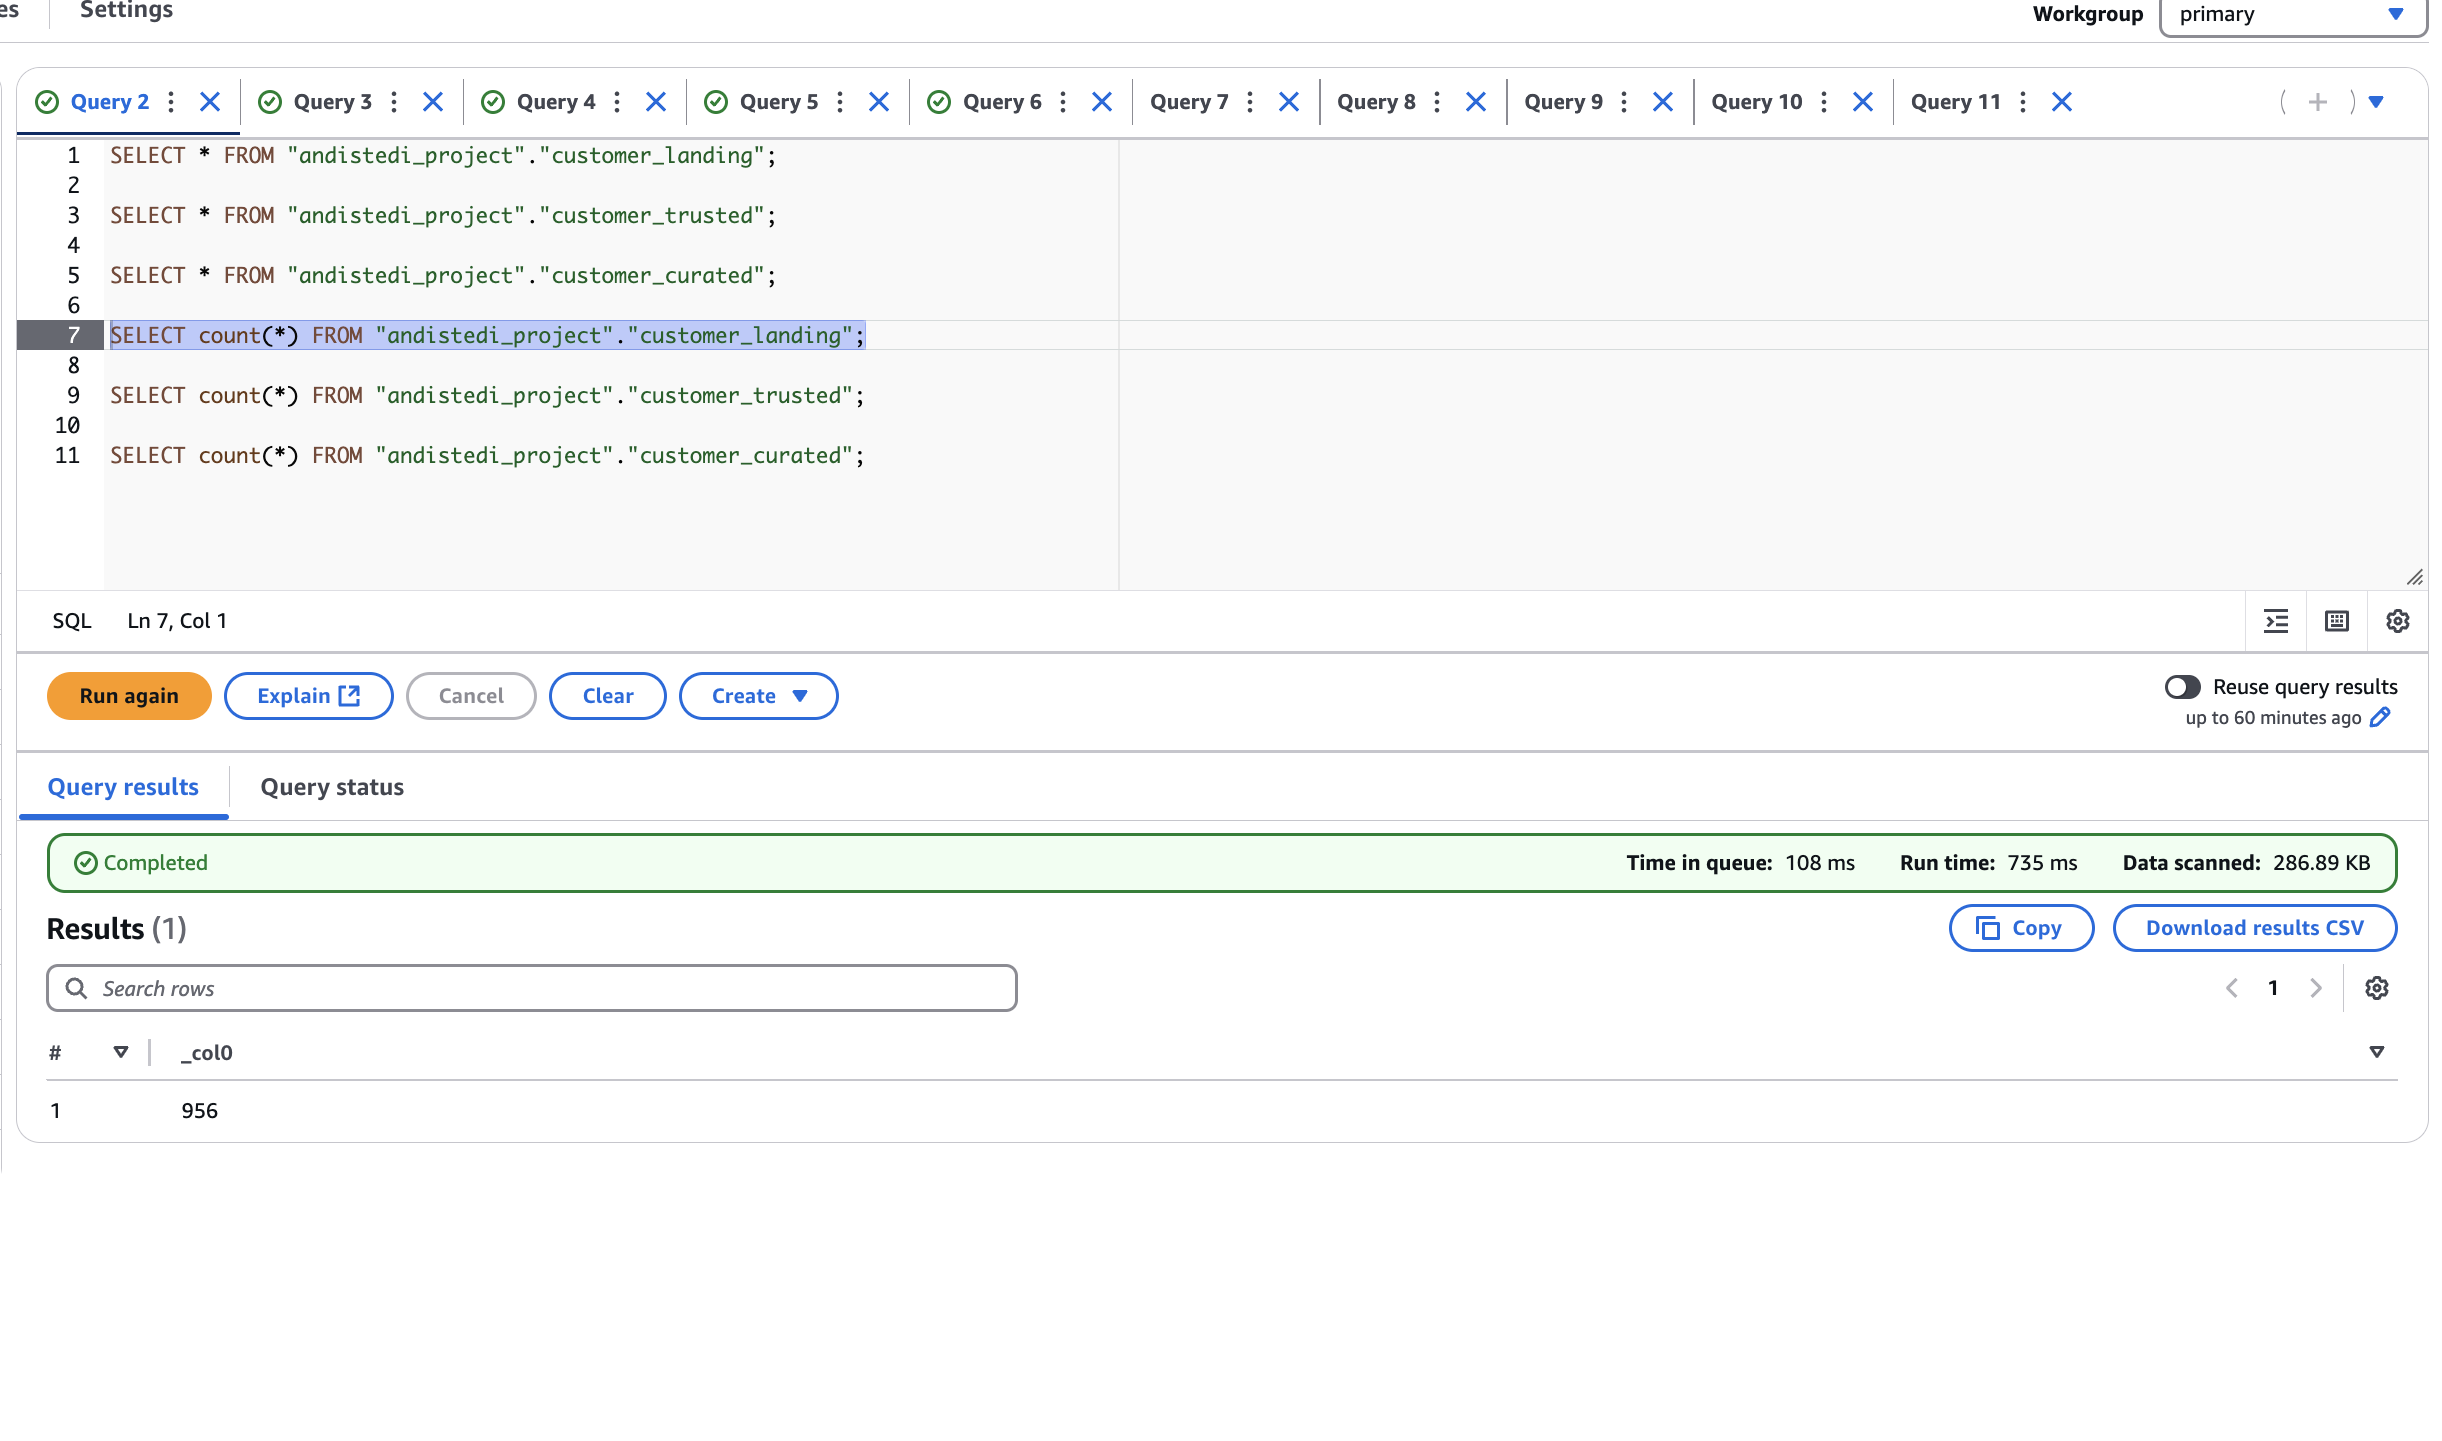 es Settings Workgroup primary
Query 2 Query 3 Query 4 Query 5 Query 6 Query 7 Query 8 Query 9 Query 10 Query 11
1 SELECT * FROM "andistedi_project"."customer_landing";
2
3 SELECT * FROM "andistedi_project"."customer_trusted";
4
5 SELECT * FROM "andistedi_project"."customer_curated";
6
7 SELECT count(*) FROM "andistedi_project"."customer_landing";
8
9 SELECT count(*) FROM "andistedi_project"."customer_trusted";
10
11 SELECT count(*) FROM "andistedi_project"."customer_curated";
SQL Ln 7, Col 1
Run again Explain Cancel Clear Create Reuse query results
up to 60 minutes ago
Query results Query status
Completed Time in queue: 108 ms Run time: 735 ms Data scanned: 286.89 KB
Results (1) Copy Download results CSV
Search rows 1
# _col0
1 956